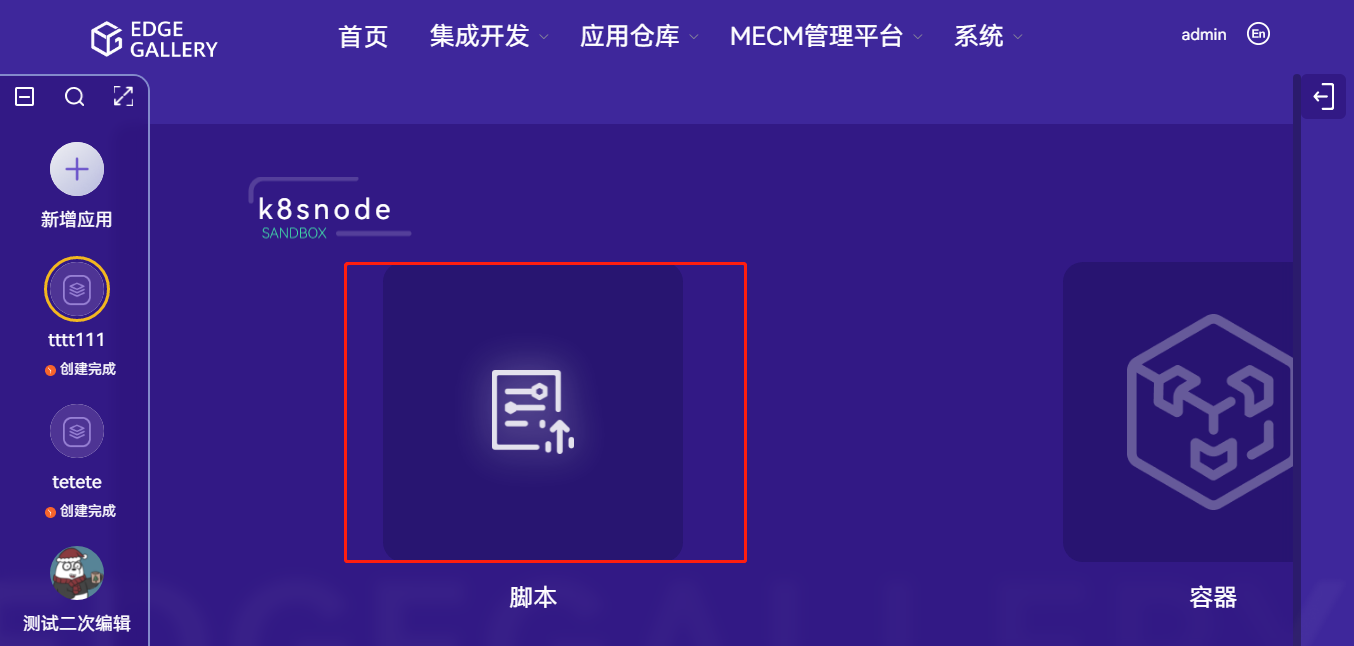 EDGE
GALLERY
首页 集成开发 应用仓库 MECM管理平台 系统 admin En
新增应用
k8snode
SANDBOX
tttt111
创建完成
tetete
创建完成
脚本 容器
测试二次编辑
EDGEGALLERY